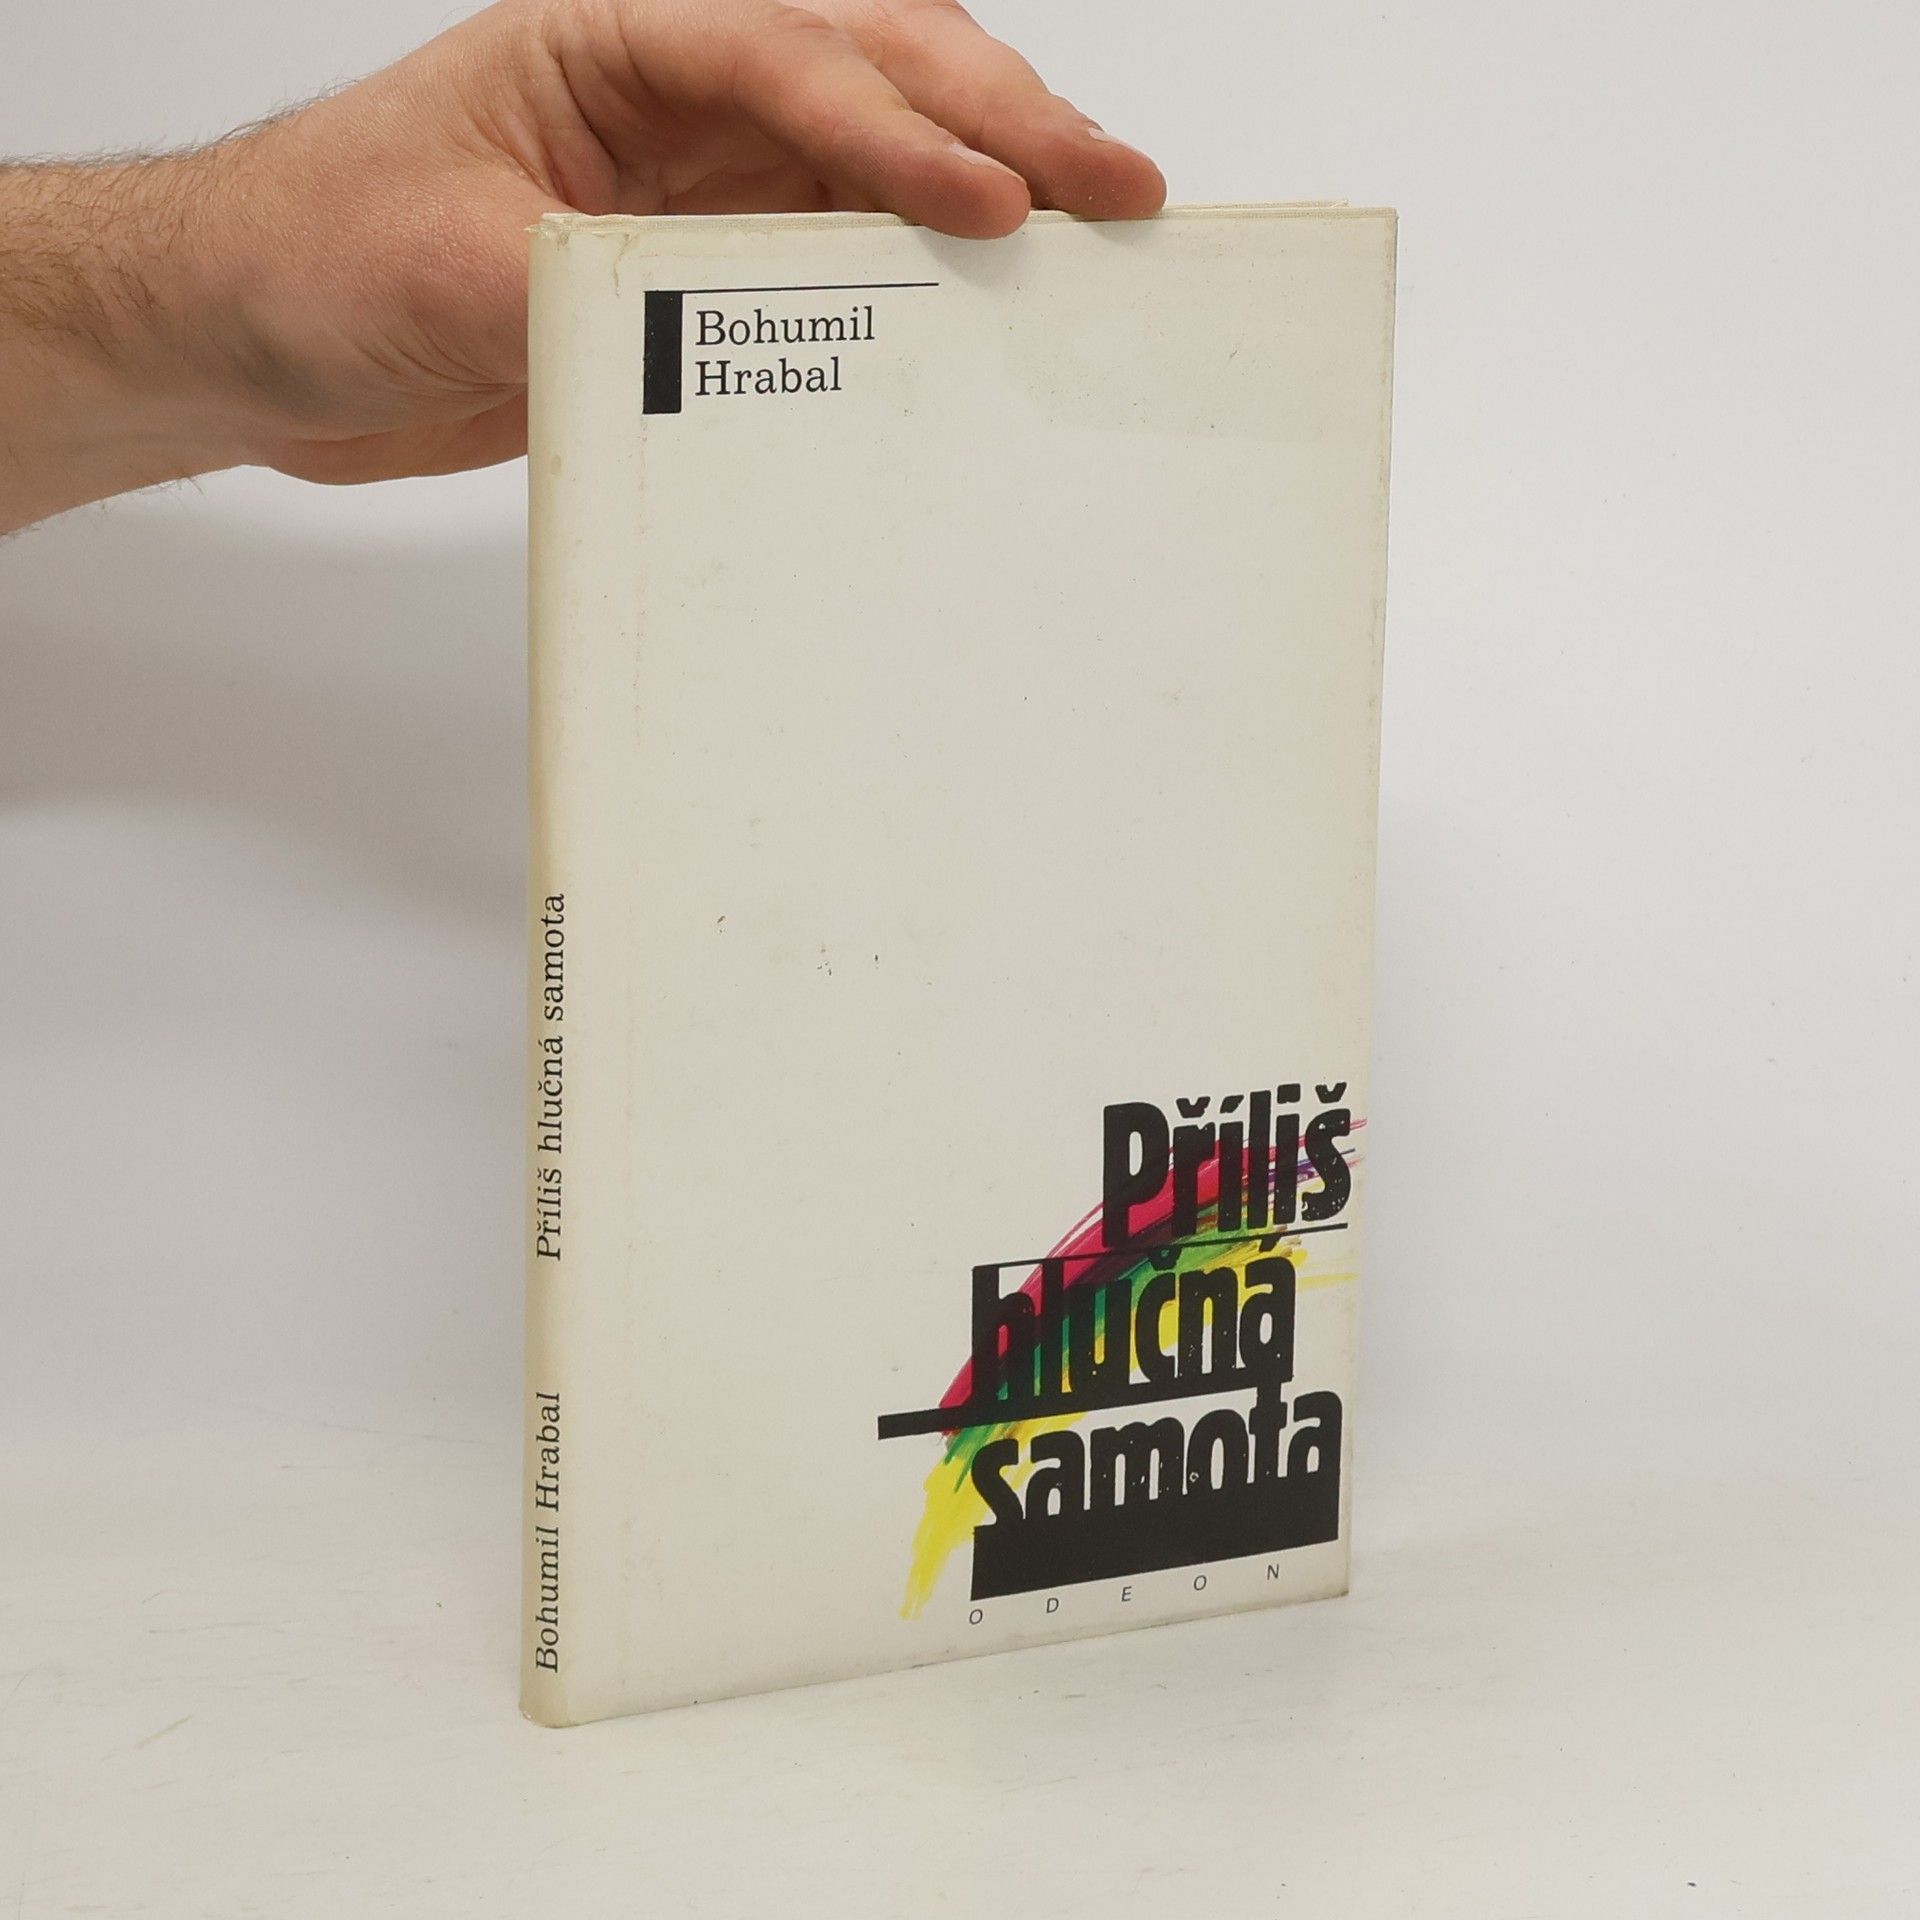 Bohumil
Hrabal
Příliš
hlučná
samota
ODEON
Bohumil Hrabal Příliš hlučná samota